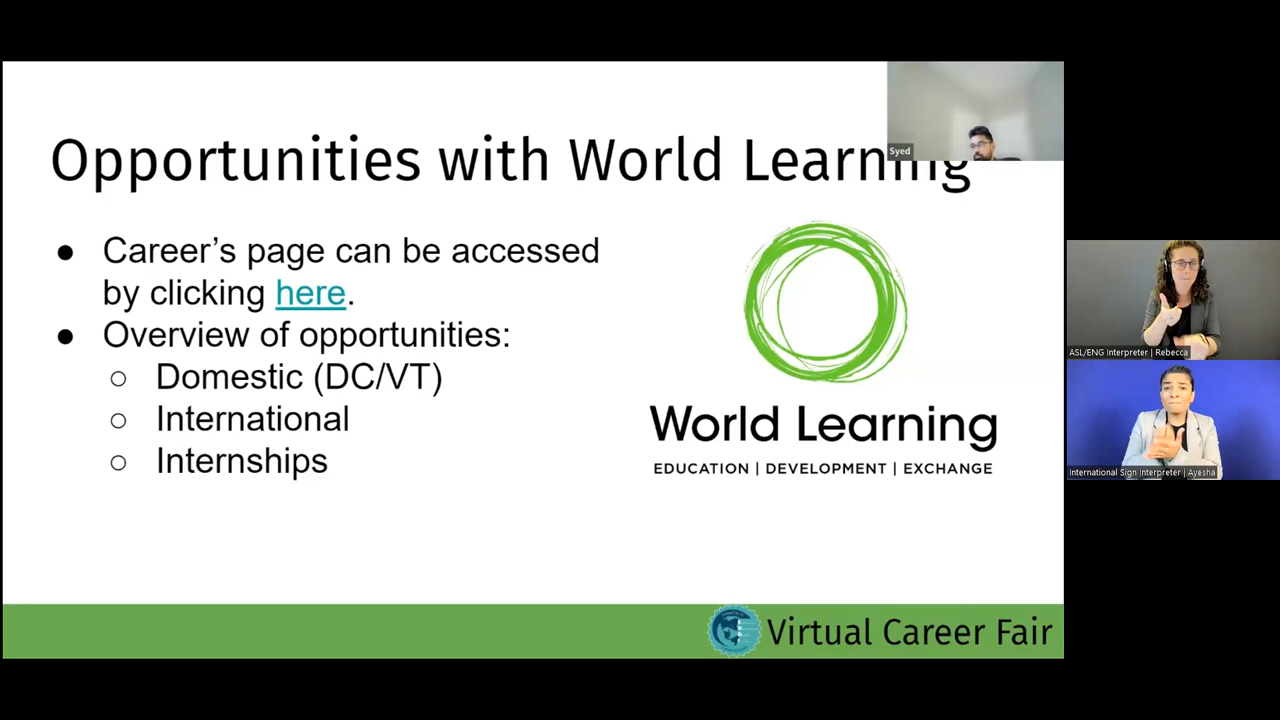 Syed
Opportunities with World Learning
● Career’s page can be accessed
by clicking here.
● Overview of opportunities:
○ Domestic (DC/VT)
○ International
○ Internships
World Learning
EDUCATION | DEVELOPMENT | EXCHANGE
Virtual Career Fair
ASL/ENG Interpreter | Rebecca
International Sign Interpreter | Ayesha